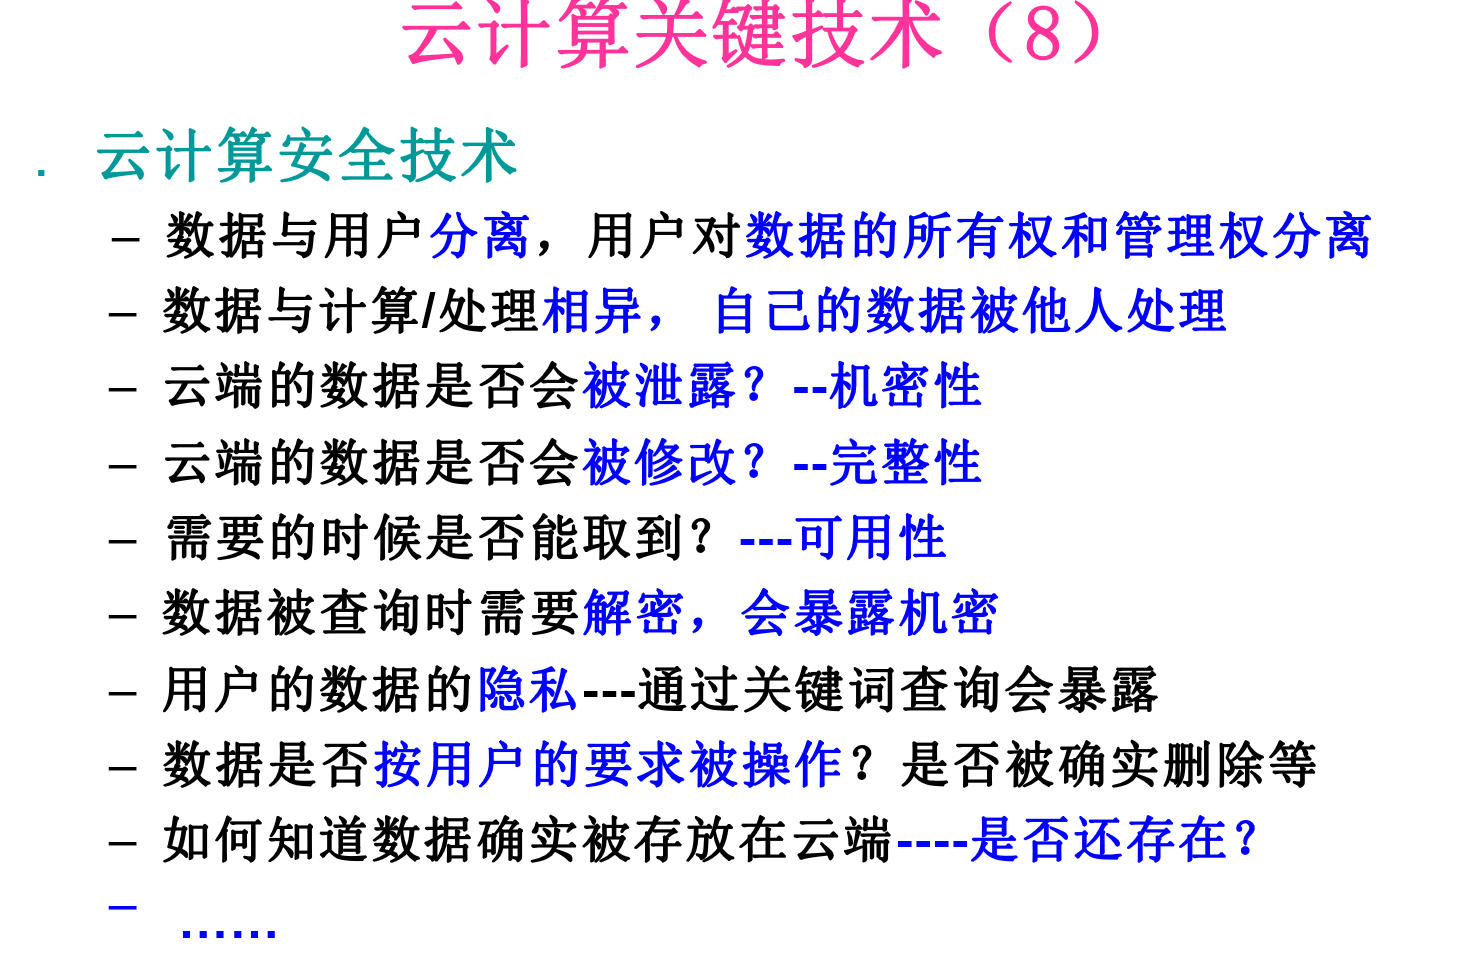 云计算关键技术（8）
. 云计算安全技术
– 数据与用户分离，用户对数据的所有权和管理权分离
– 数据与计算/处理相异， 自己的数据被他人处理
– 云端的数据是否会被泄露？--机密性
– 云端的数据是否会被修改？--完整性
– 需要的时候是否能取到？---可用性
– 数据被查询时需要解密，会暴露机密
– 用户的数据的隐私---通过关键词查询会暴露
– 数据是否按用户的要求被操作？是否被确实删除等
– 如何知道数据确实被存放在云端----是否还存在？
– ......